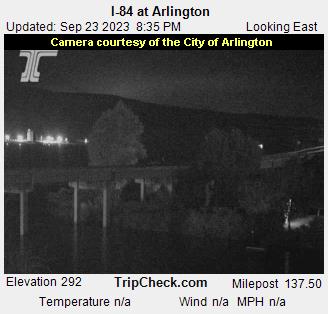 I-84 at Arlington
Updated: Sep 23 2023 8:35 PM Looking East
Camera courtesy of the City of Arlington
Elevation 292 TripCheck.com Milepost 137.50
Temperature n/a Wind n/a MPH n/a